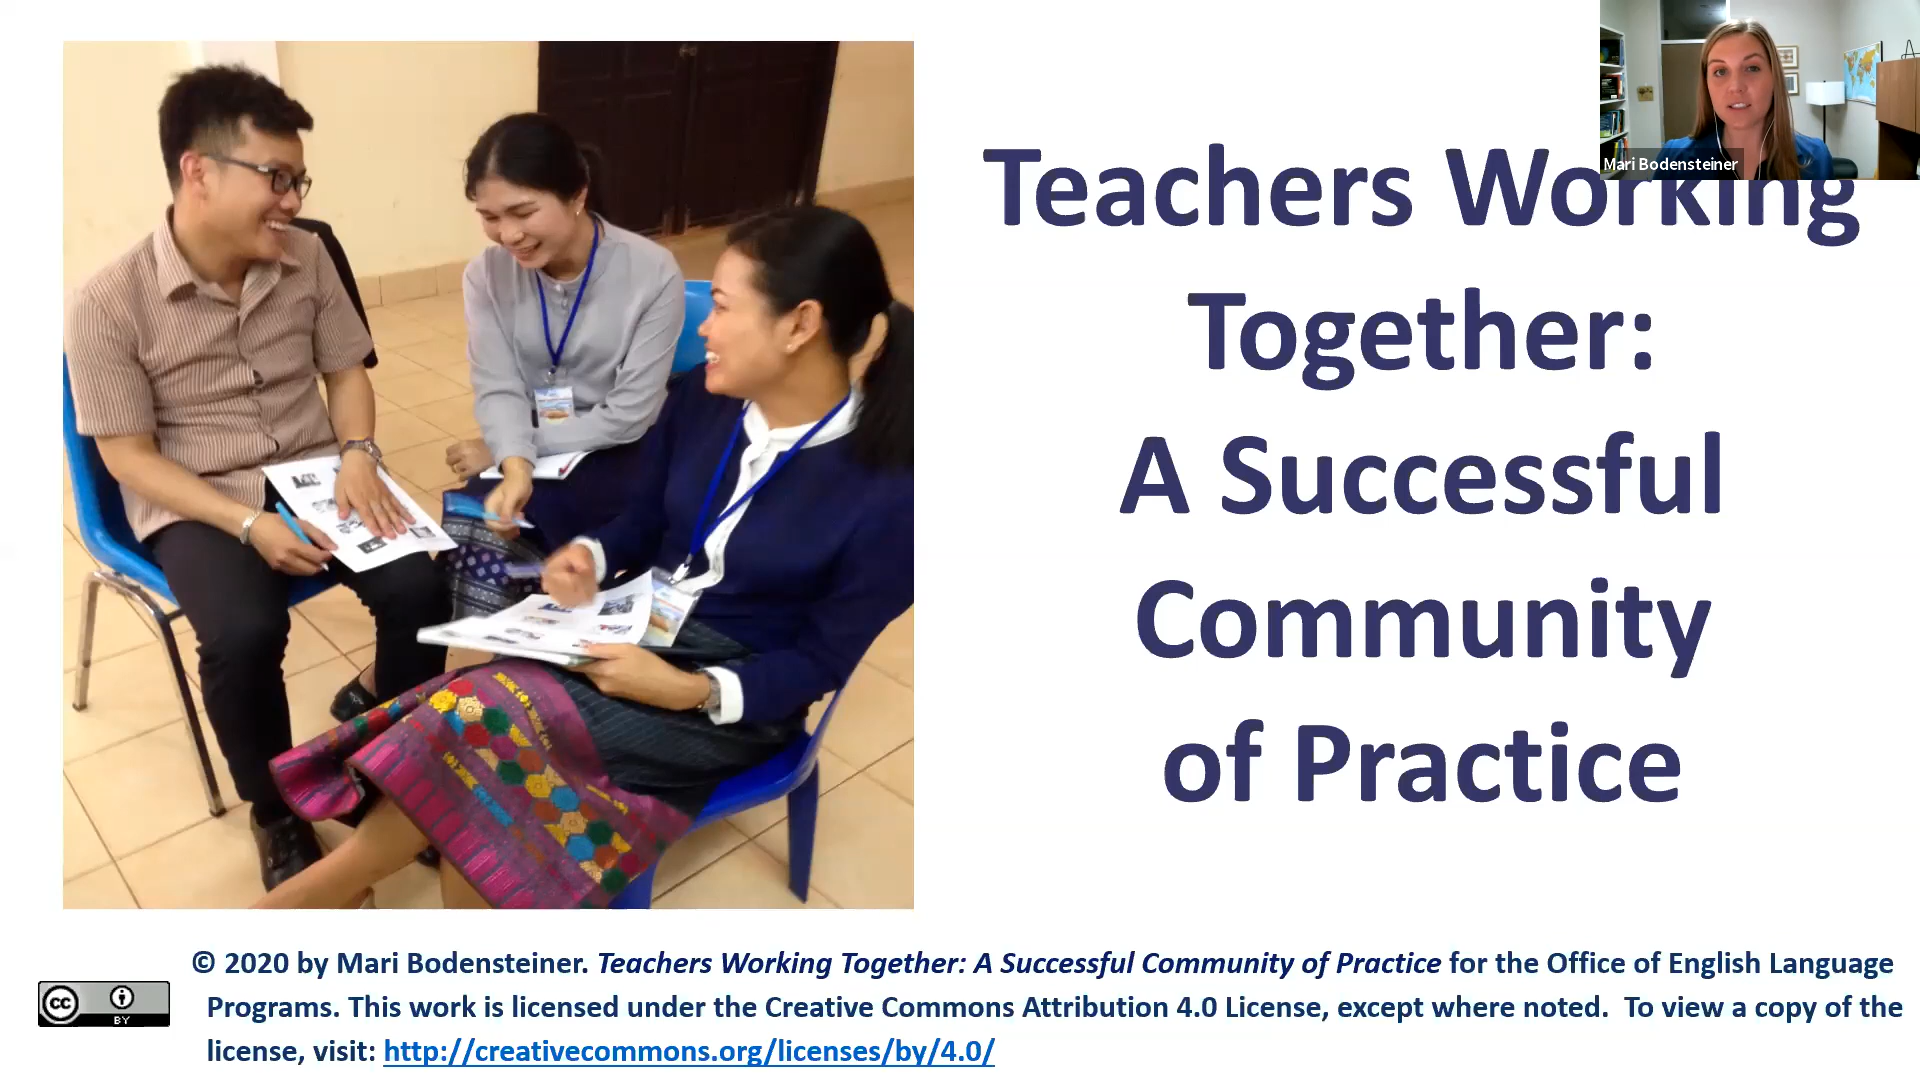 Mari Bodensteiner
Teachers Working
Together:
A Successful
Community
of Practice
© 2020 by Mari Bodensteiner. Teachers Working Together: A Successful Community of Practice for the Office of English Language
Programs. This work is licensed under the Creative Commons Attribution 4.0 License, except where noted.  To view a copy of the
license, visit: http://creativecommons.org/licenses/by/4.0/
cc
BY